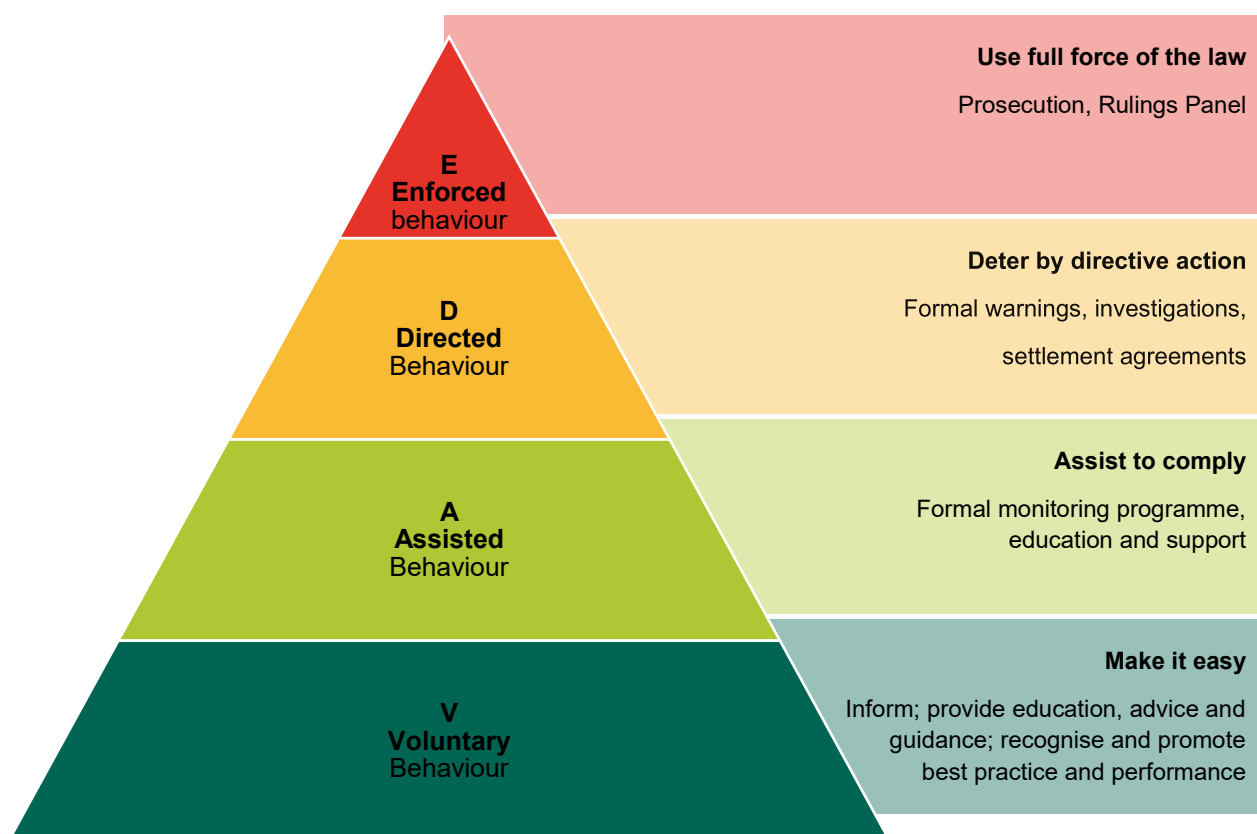 E
Enforced
behaviour
Use full force of the law
Prosecution, Rulings Panel
D
Directed
Behaviour
Deter by directive action
Formal warnings, investigations,
settlement agreements
A
Assisted
Behaviour
Assist to comply
Formal monitoring programme,
education and support
V
Voluntary
Behaviour
Make it easy
Inform; provide education, advice and
guidance; recognise and promote
best practice and performance